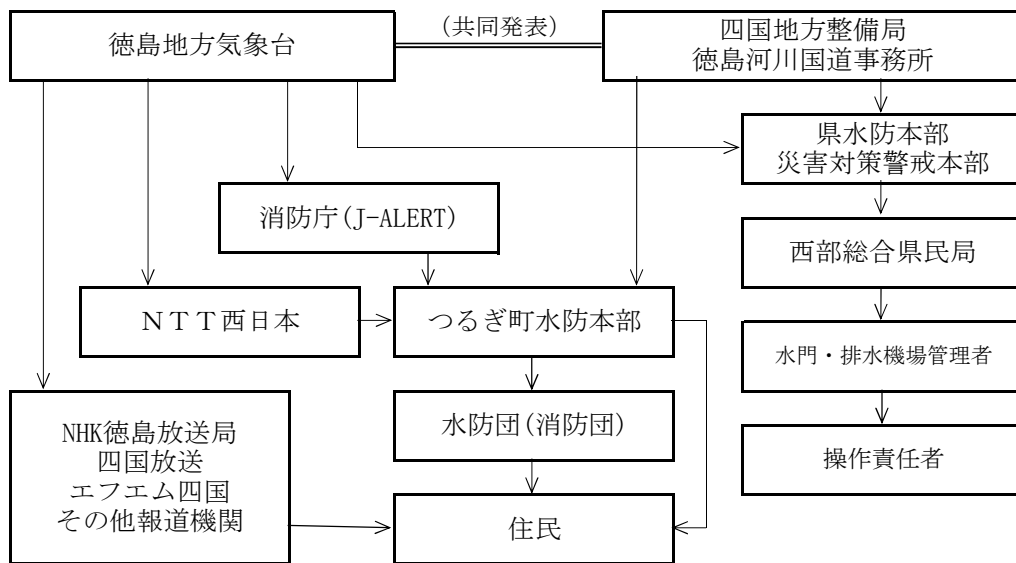 徳島地方気象台
(共同発表)
四国地方整備局
徳島河川国道事務所
県水防本部
災害対策警戒本部
消防庁(J-ALERT)
西部総合県民局
ＮＴＴ西日本
つるぎ町水防本部
水門・排水機場管理者
NHK徳島放送局
四国放送
エフエム四国
その他報道機関
水防団(消防団)
操作責任者
住民